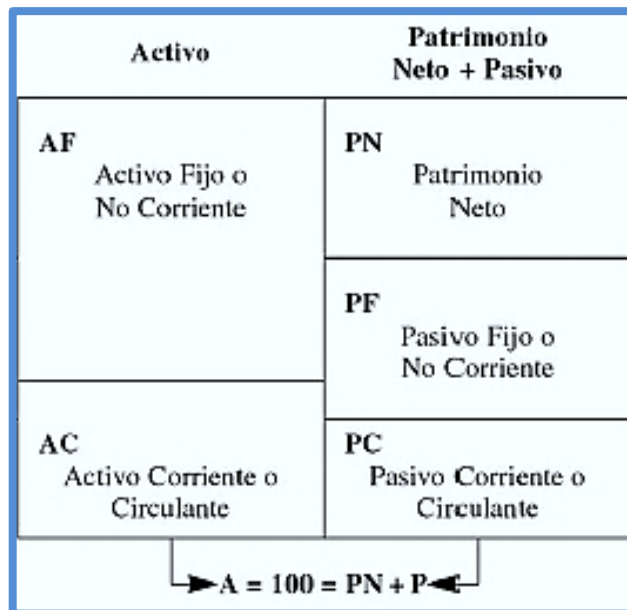 Activo
Patrimonio
Neto + Pasivo
AF
Activo Fijo o
No Corriente
PN
Patrimonio
Neto
PF
Pasivo Fijo o
No Corriente
AC
Activo Corriente o
Circulante
PC
Pasivo Corriente o
Circulante
A = 100 = PN + P